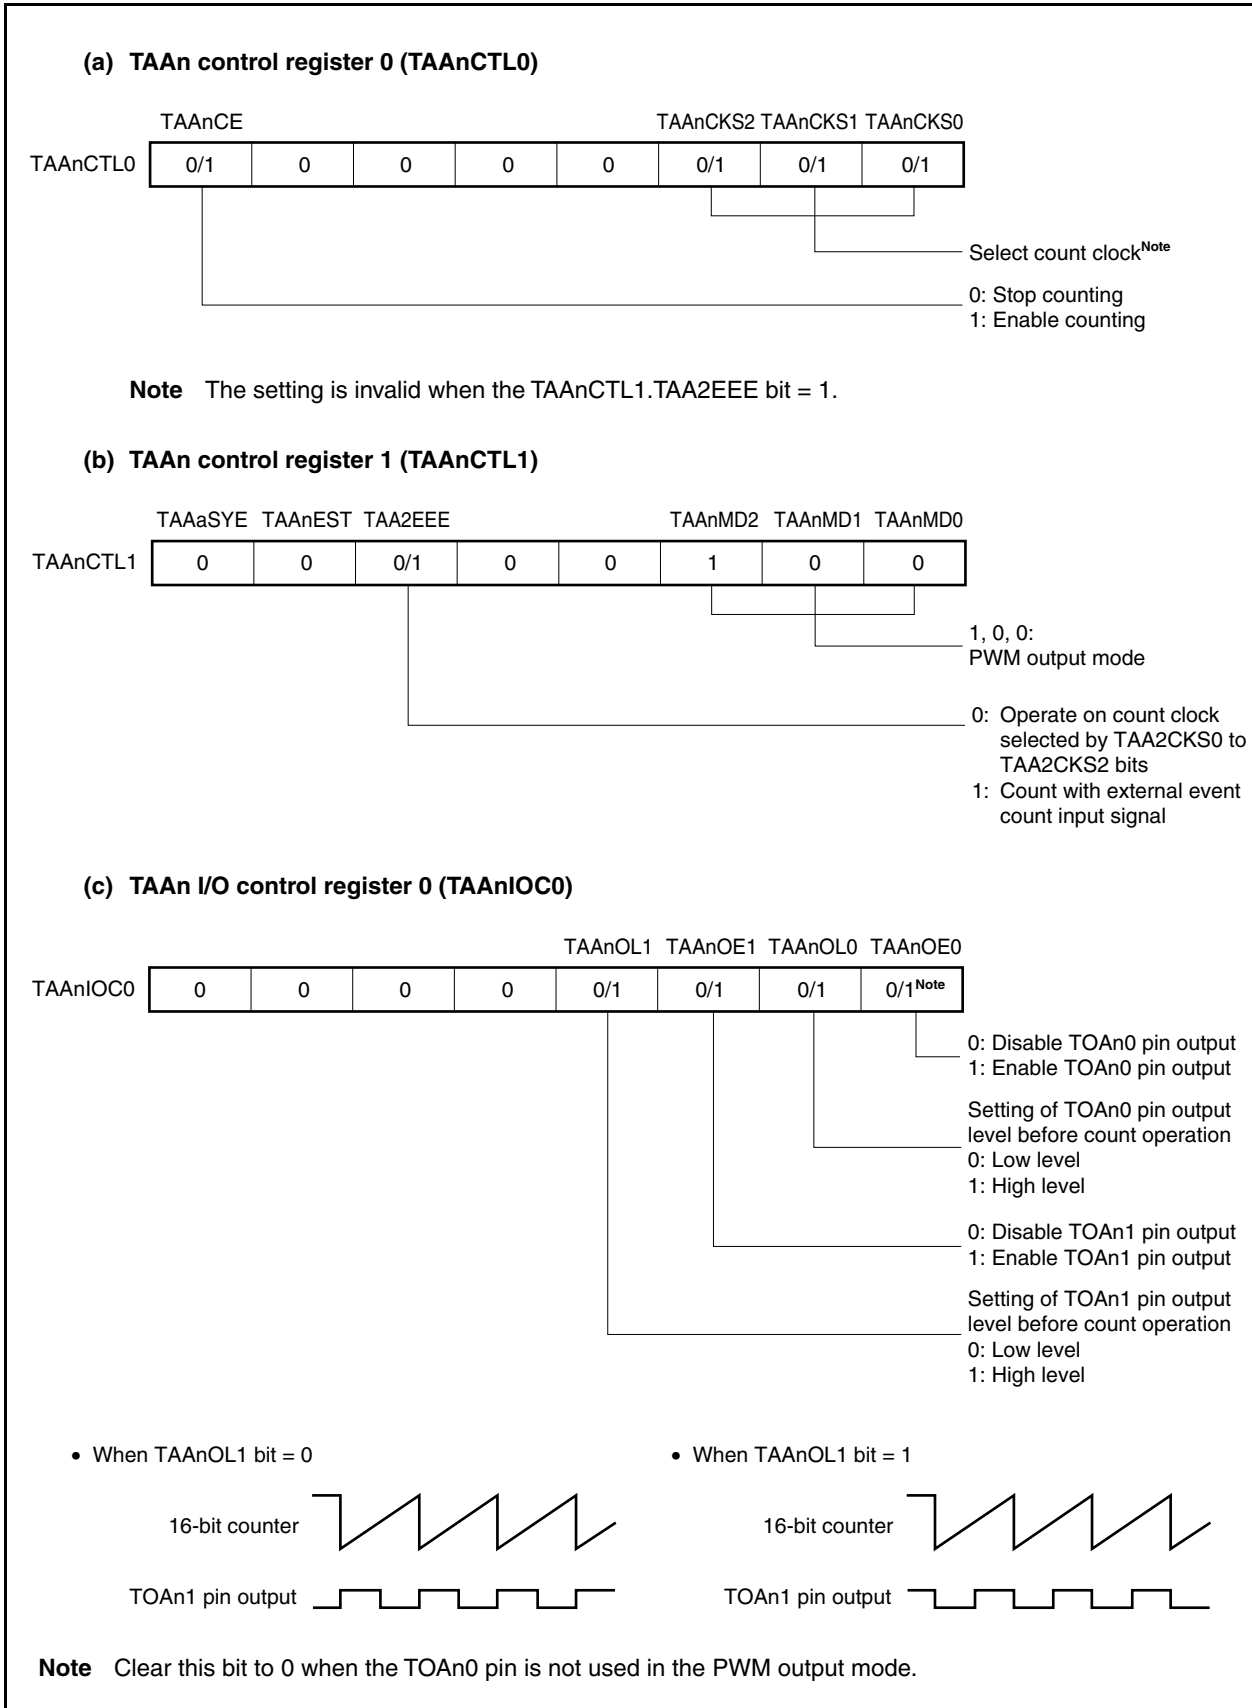 (a) TAAn control register 0 (TAAnCTL0)
TAAnCE TAAnCKS2 TAAnCKS1 TAAnCKS0
TAAnCTL0 0/1 0 0 0 0 0/1 0/1 0/1
Select count clockNote
0: Stop counting
1: Enable counting
Note The setting is invalid when the TAAnCTL1.TAA2EEE bit = 1.
(b) TAAn control register 1 (TAAnCTL1)
TAAaSYE TAAnEST TAA2EEE TAAnMD2 TAAnMD1 TAAnMD0
TAAnCTL1 0 0 0/1 0 0 1 0 0
1, 0, 0:
PWM output mode
0: Operate on count clock
selected by TAA2CKS0 to
TAA2CKS2 bits
1: Count with external event
count input signal
(c) TAAn I/O control register 0 (TAAnIOC0)
TAAnOL1 TAAnOE1 TAAnOL0 TAAnOE0
TAAnIOC0 0 0 0 0 0/1 0/1 0/1 0/1Note
0: Disable TOAn0 pin output
1: Enable TOAn0 pin output
Setting of TOAn0 pin output
level before count operation
0: Low level
1: High level
0: Disable TOAn1 pin output
1: Enable TOAn1 pin output
Setting of TOAn1 pin output
level before count operation
0: Low level
1: High level
• When TAAnOL1 bit = 0
16-bit counter
TOAn1 pin output
• When TAAnOL1 bit = 1
16-bit counter
TOAn1 pin output
Note Clear this bit to 0 when the TOAn0 pin is not used in the PWM output mode.